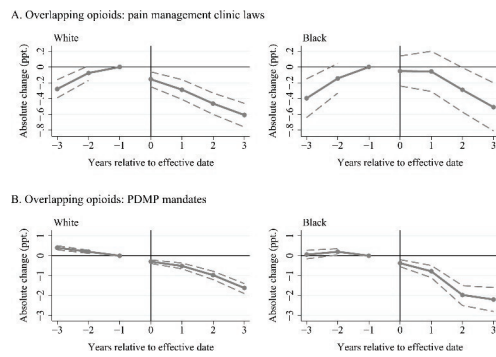 A. Overlapping opioids: pain management clinic laws
White
Black
Absolute change (ppt.)
-.8 -.6 -.4 -.2 0 .2
-3 -2 -1 0 1 2 3
Years relative to effective date
Absolute change (ppt.)
-.8 -.6 -.4 -.2 0 .2
-3 -2 -1 0 1 2 3
Years relative to effective date
B. Overlapping opioids: PDMP mandates
White
Black
Absolute change (ppt.)
-3 -2 -1 0 1
-3 -2 -1 0 1 2 3
Years relative to effective date
Absolute change (ppt.)
-3 -2 -1 0 1
-3 -2 -1 0 1 2 3
Years relative to effective date